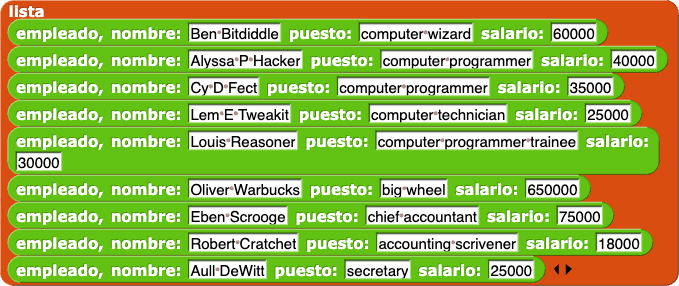 lista
empleado, nombre: Ben Bitdiddle puesto: computer wizard salario: 60000
empleado, nombre: Alyssa P Hacker puesto: computer programmer salario: 40000
empleado, nombre: Cy D Fect puesto: computer programmer salario: 35000
empleado, nombre: Lem E Tweakit puesto: computer technician salario: 25000
empleado, nombre: Louis Reasoner puesto: computer programmer trainee salario:
30000
empleado, nombre: Oliver Warbucks puesto: big wheel salario: 650000
empleado, nombre: Eben Scrooge puesto: chief accountant salario: 75000
empleado, nombre: Robert Cratchet puesto: accounting scrivener salario: 18000
empleado, nombre: Aull DeWitt puesto: secretary salario: 25000